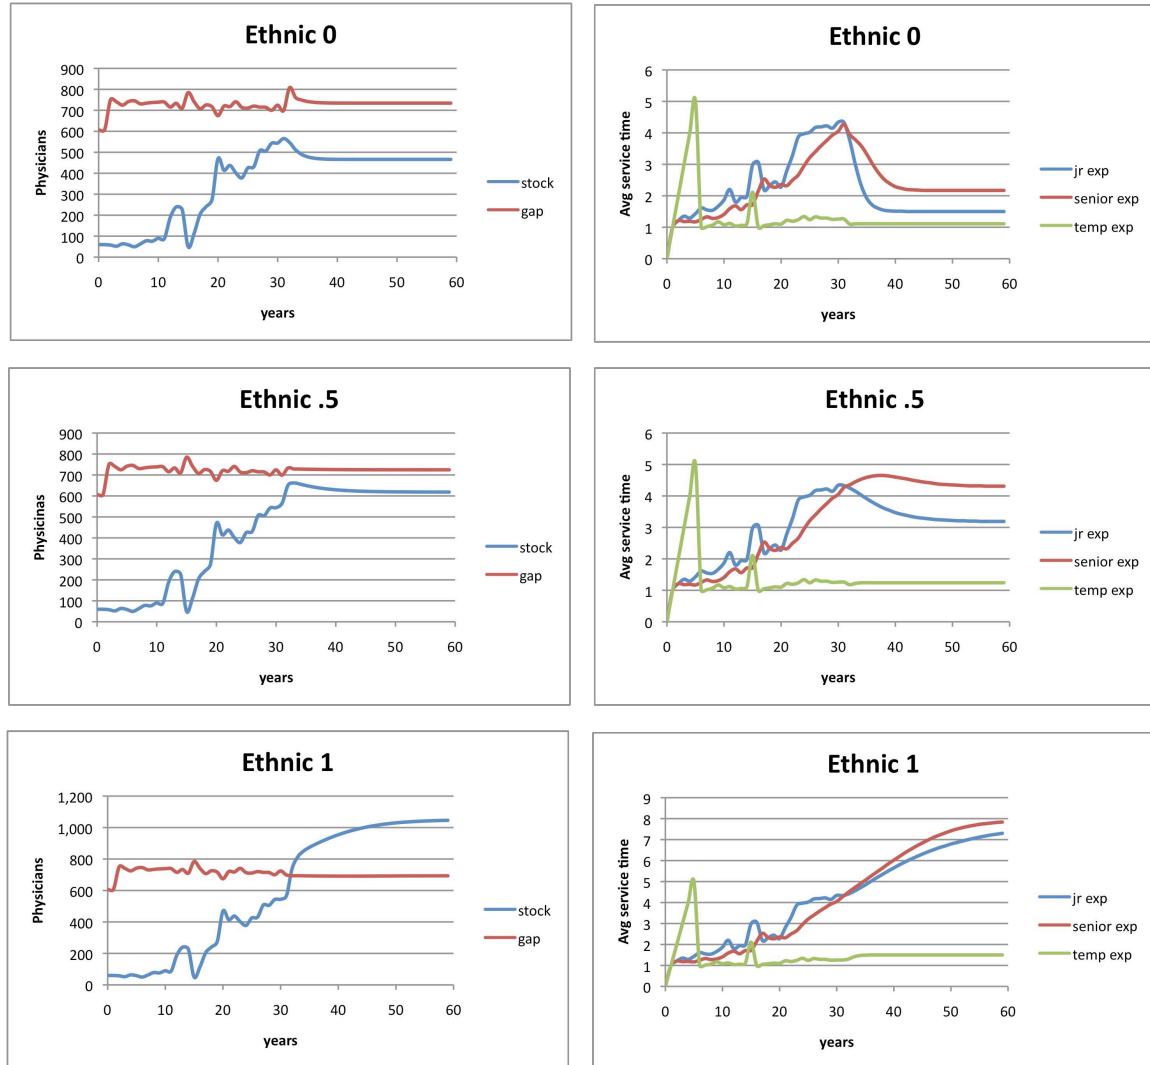 Ethnic 0
900
800
700
600
500
400
300
200
100
0
Physicians
0 10 20 30 40 50 60
years
stock
gap
Ethnic 0
6
5
4
3
2
1
0
Avg service time
0 10 20 30 40 50 60
years
jr exp
senior exp
temp exp
Ethnic .5
900
800
700
600
500
400
300
200
100
0
Physicinas
0 10 20 30 40 50 60
years
stock
gap
Ethnic .5
6
5
4
3
2
1
0
Avg service time
0 10 20 30 40 50 60
years
jr exp
senior exp
temp exp
Ethnic 1
1,200
1,000
800
600
400
200
0
Physicians
0 10 20 30 40 50 60
years
stock
gap
Ethnic 1
9
8
7
6
5
4
3
2
1
0
Avg service time
0 10 20 30 40 50 60
years
jr exp
senior exp
temp exp